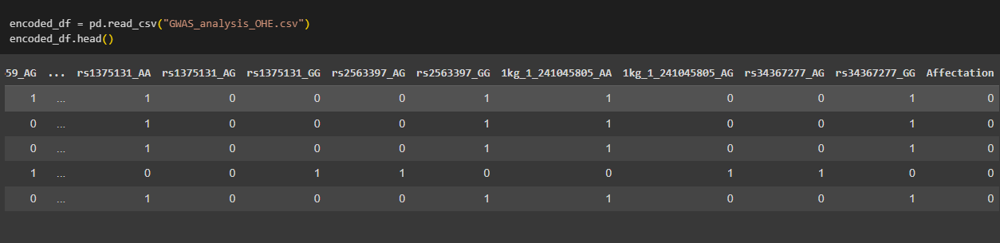 encoded_df = pd.read_csv("GWAS_analysis_OHE.csv")
encoded_df.head()
59_AG ... rs1375131_AA rs1375131_AG rs1375131_GG rs2563397_AG rs2563397_GG 1kg_1_241045805_AA 1kg_1_241045805_AG rs34367277_AG rs34367277_GG Affectation
1 ... 1 0 0 0 1 1 0 0 1 0
0 ... 1 0 0 0 1 1 0 0 1 0
0 ... 1 0 0 0 1 1 0 0 1 0
1 ... 0 0 1 1 0 0 1 1 0 0
0 ... 1 0 0 0 1 1 0 0 1 0